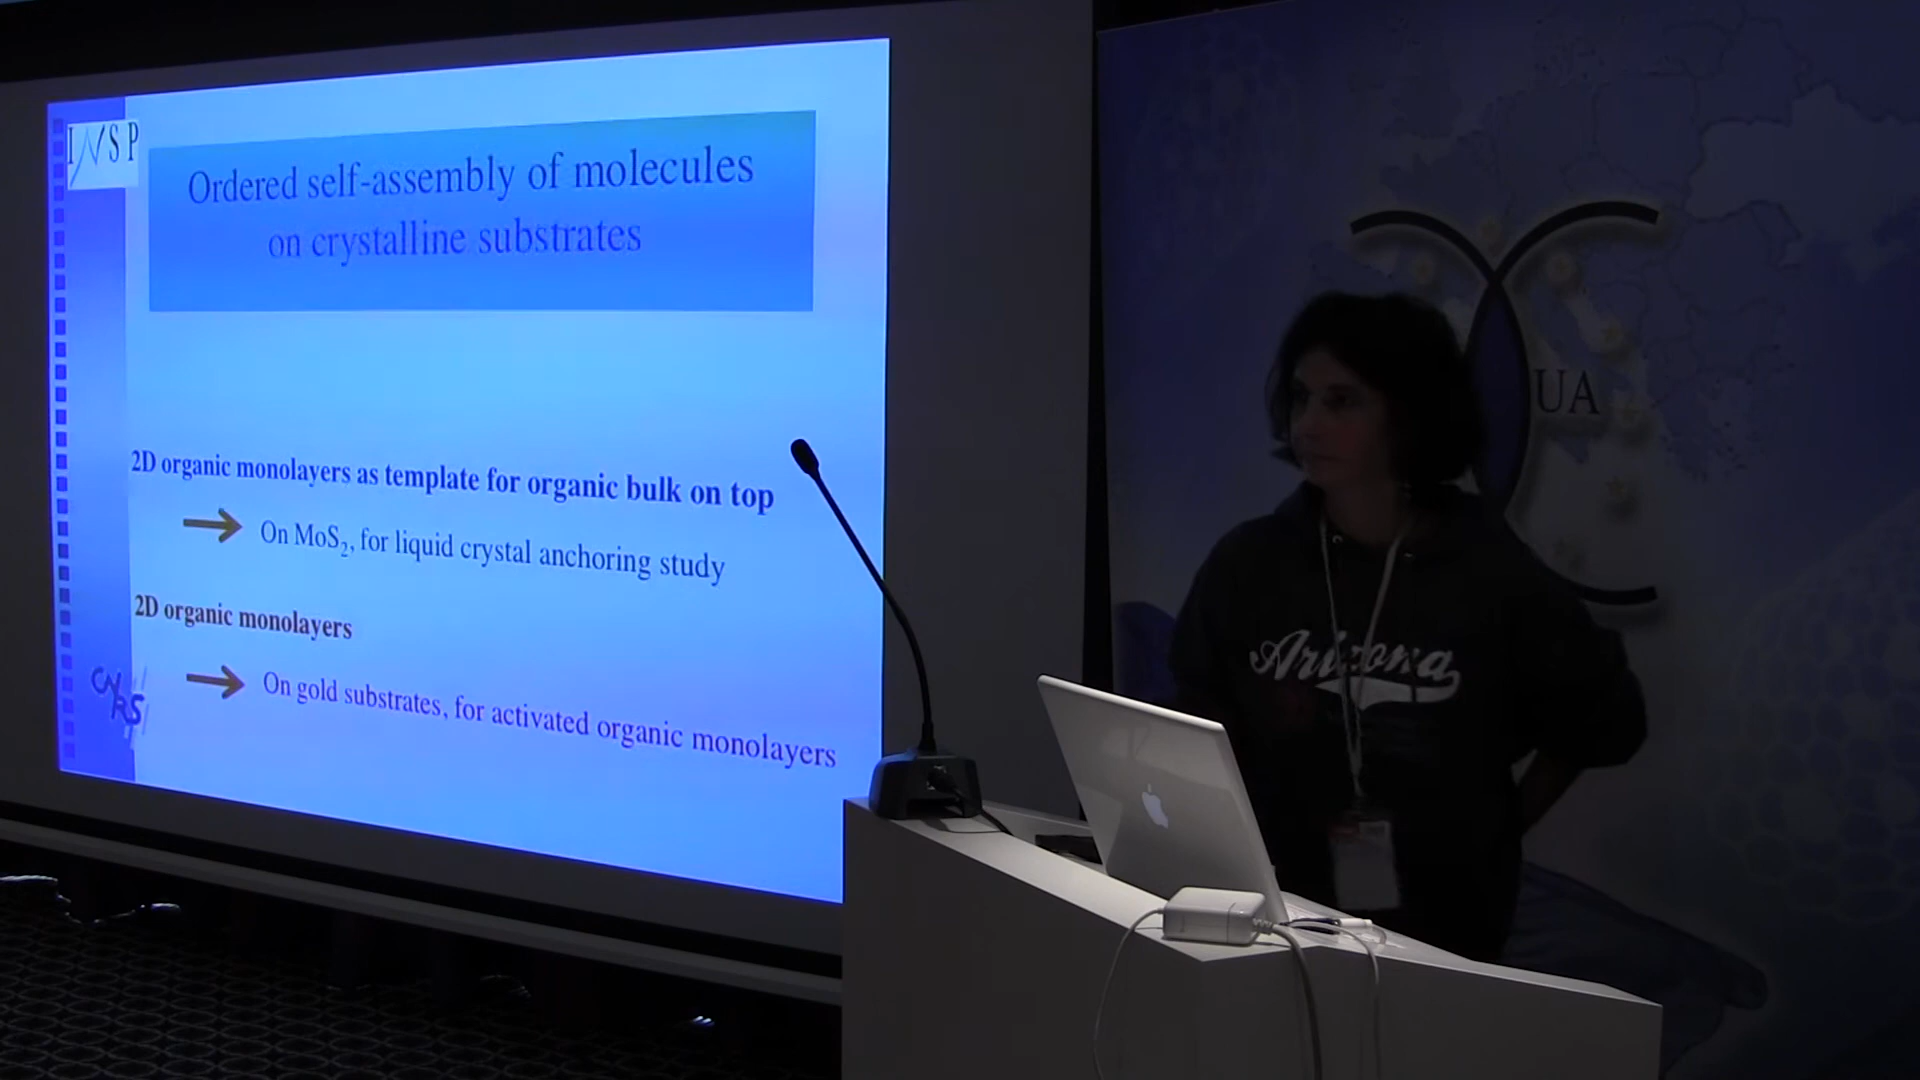 INSP
Ordered self-assembly of molecules
on crystalline substrates
2D organic monolayers as template for organic bulk on top
On MoS₂, for liquid crystal anchoring study
2D organic monolayers
On gold substrates, for activated organic monolayers
CNRS
UA
Arizona